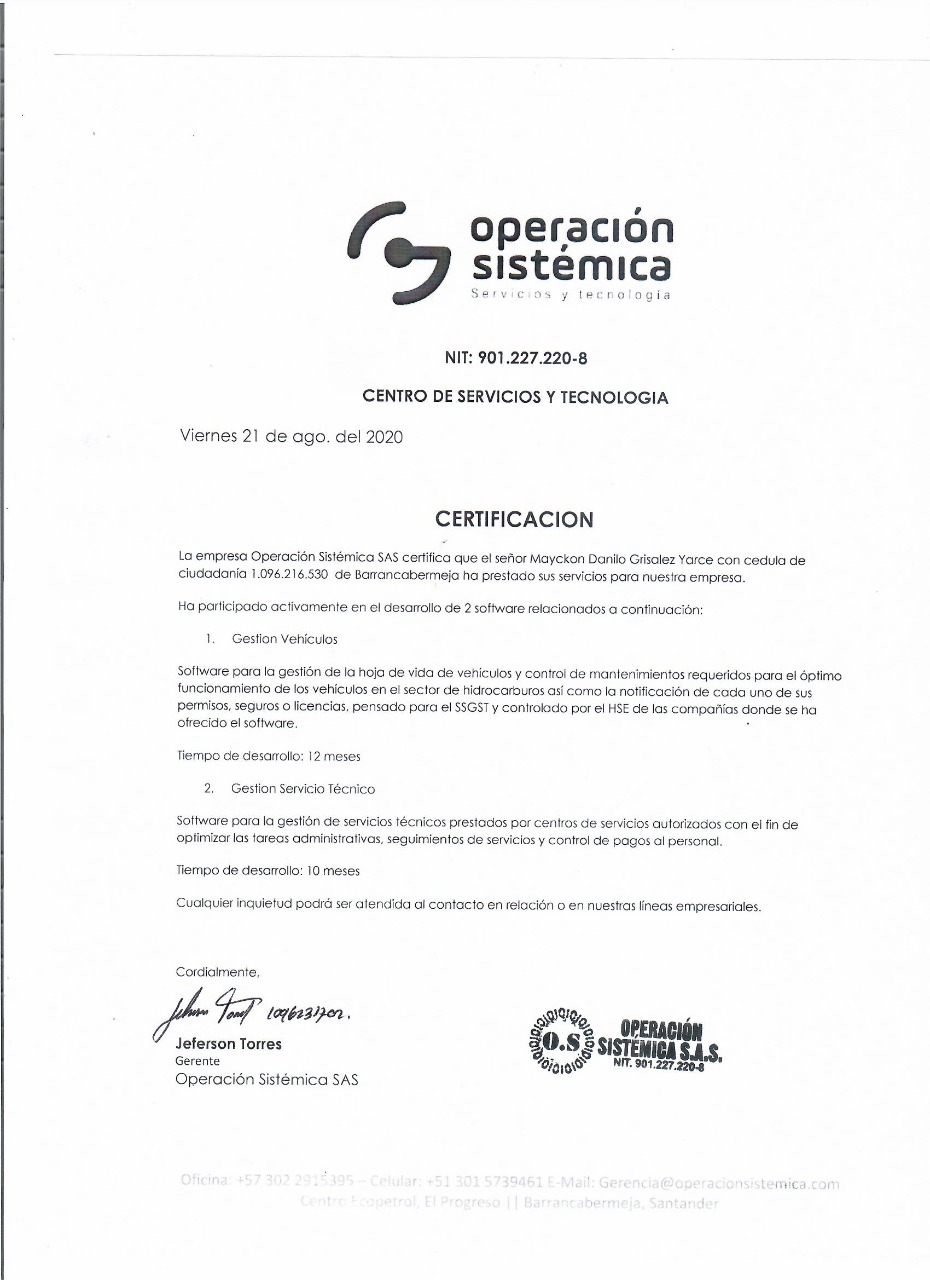 operación
sistémica
Servicios y tecnología
NIT: 901.227.220-8
CENTRO DE SERVICIOS Y TECNOLOGIA
Viernes 21 de ago. del 2020
CERTIFICACION
La empresa Operación Sistémica SAS certifica que el señor Mayckon Danilo Grisalez Yarce con cedula de
ciudadanía 1.096.216.530 de Barrancabermeja ha prestado sus servicios para nuestra empresa.
Ha participado activamente en el desarrollo de 2 software relacionados a continuación:
1. Gestion Vehículos
Software para la gestión de la hoja de vida de vehículos y control de mantenimientos requeridos para el óptimo
funcionamiento de los vehículos en el sector de hidrocarburos así como la notificación de cada uno de sus
permisos, seguros o licencias, pensado para el SSGST y controlado por el HSE de las compañías donde se ha
ofrecido el software.
Tiempo de desarrollo: 12 meses
2. Gestion Servicio Técnico
Software para la gestión de servicios técnicos prestados por centros de servicios autorizados con el fin de
optimizar las tareas administrativas, seguimientos de servicios y control de pagos al personal.
Tiempo de desarrollo: 10 meses
Cualquier inquietud podrá ser atendida al contacto en relación o en nuestras líneas empresariales.
Cordialmente,
Jeferson Torres
Gerente
Operación Sistémica SAS
O.S
OPERACIÓN
SISTÉMICA S.A.S.
NIT. 901.227.220-8
Oficina: +57 302 2915395 – Celular: +51 301 5739461 E-Mail: Gerencia@operacionsistemica.com
Centro Ecopetrol, El Progreso || Barrancabermeja, Santander